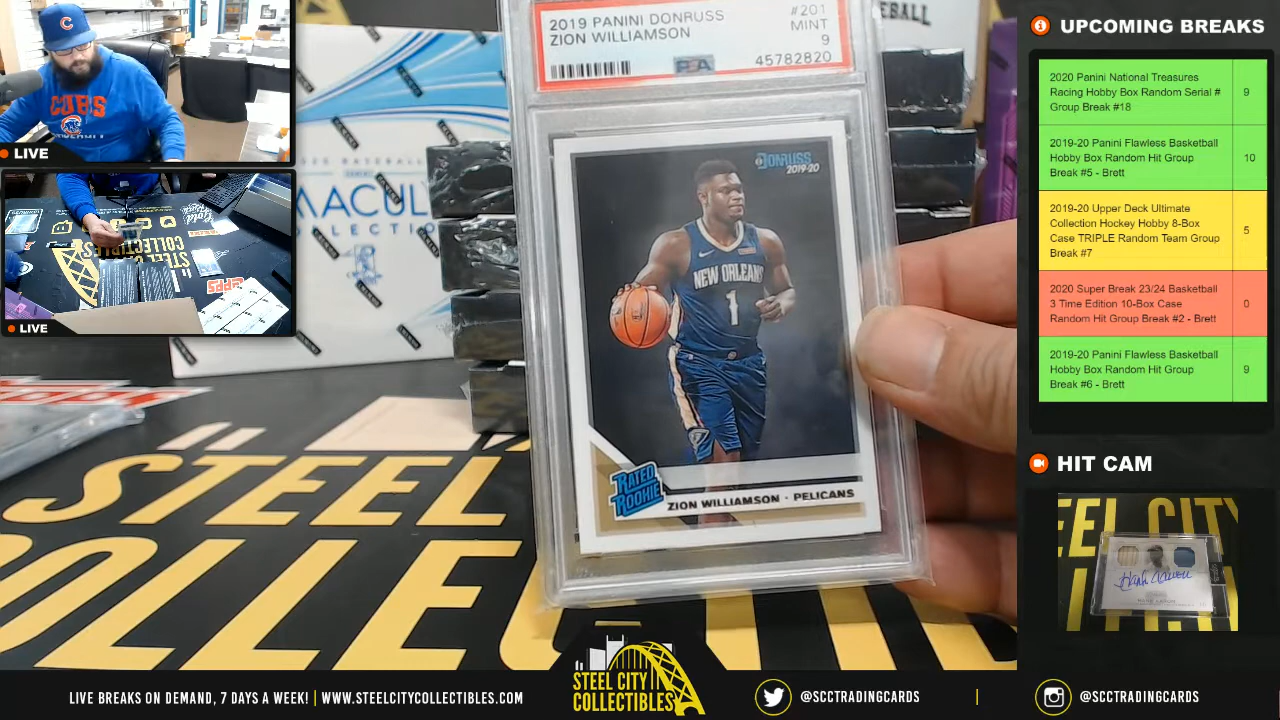 C
CUBS
LIVE
LIVE
2019 PANINI DONRUSS #201
ZION WILLIAMSON MINT
9
PSA 45782820
DONRUSS
2019-20
NEW ORLEANS
1
RATED
ROOKIE
ZION WILLIAMSON · PELICANS
STEEL
STEEL CITY
COLLECTIBLES
LIVE BREAKS ON DEMAND, 7 DAYS A WEEK! | WWW.STEELCITYCOLLECTIBLES.COM
@SCCTRADINGCARDS | @SCCTRADINGCARDS
UPCOMING BREAKS
2020 Panini National Treasures
Racing Hobby Box Random Serial # 9
Group Break #18
2019-20 Panini Flawless Basketball
Hobby Box Random Hit Group 10
Break #5 - Brett
2019-20 Upper Deck Ultimate
Collection Hockey Hobby 8-Box 5
Case TRIPLE Random Team Group
Break #7
2020 Super Break 23/24 Basketball
3 Time Edition 10-Box Case 0
Random Hit Group Break #2 - Brett
2019-20 Panini Flawless Basketball
Hobby Box Random Hit Group 9
Break #6 - Brett
HIT CAM